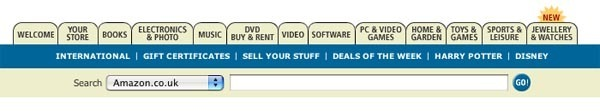 NEW
WELCOME
YOUR
STORE
BOOKS
ELECTRONICS
& PHOTO
MUSIC
DVD
BUY & RENT
VIDEO
SOFTWARE
PC & VIDEO
GAMES
HOME &
GARDEN
TOYS &
GAMES
SPORTS &
LEISURE
JEWELLERY
& WATCHES
INTERNATIONAL | GIFT CERTIFICATES | SELL YOUR STUFF | DEALS OF THE WEEK | HARRY POTTER | DISNEY
Search Amazon.co.uk GO!